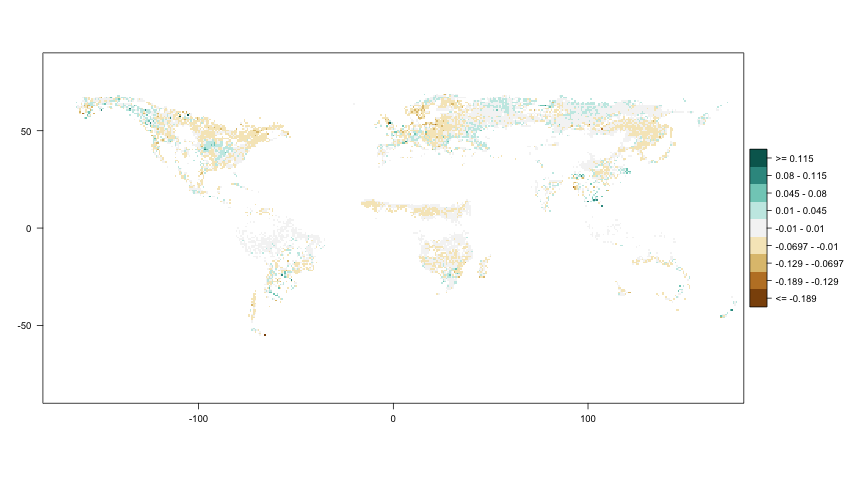 50
0
-50
-100
0
100
>= 0.115
0.08 - 0.115
0.045 - 0.08
0.01 - 0.045
-0.01 - 0.01
-0.0697 - -0.01
-0.129 - -0.0697
-0.189 - -0.129
<= -0.189